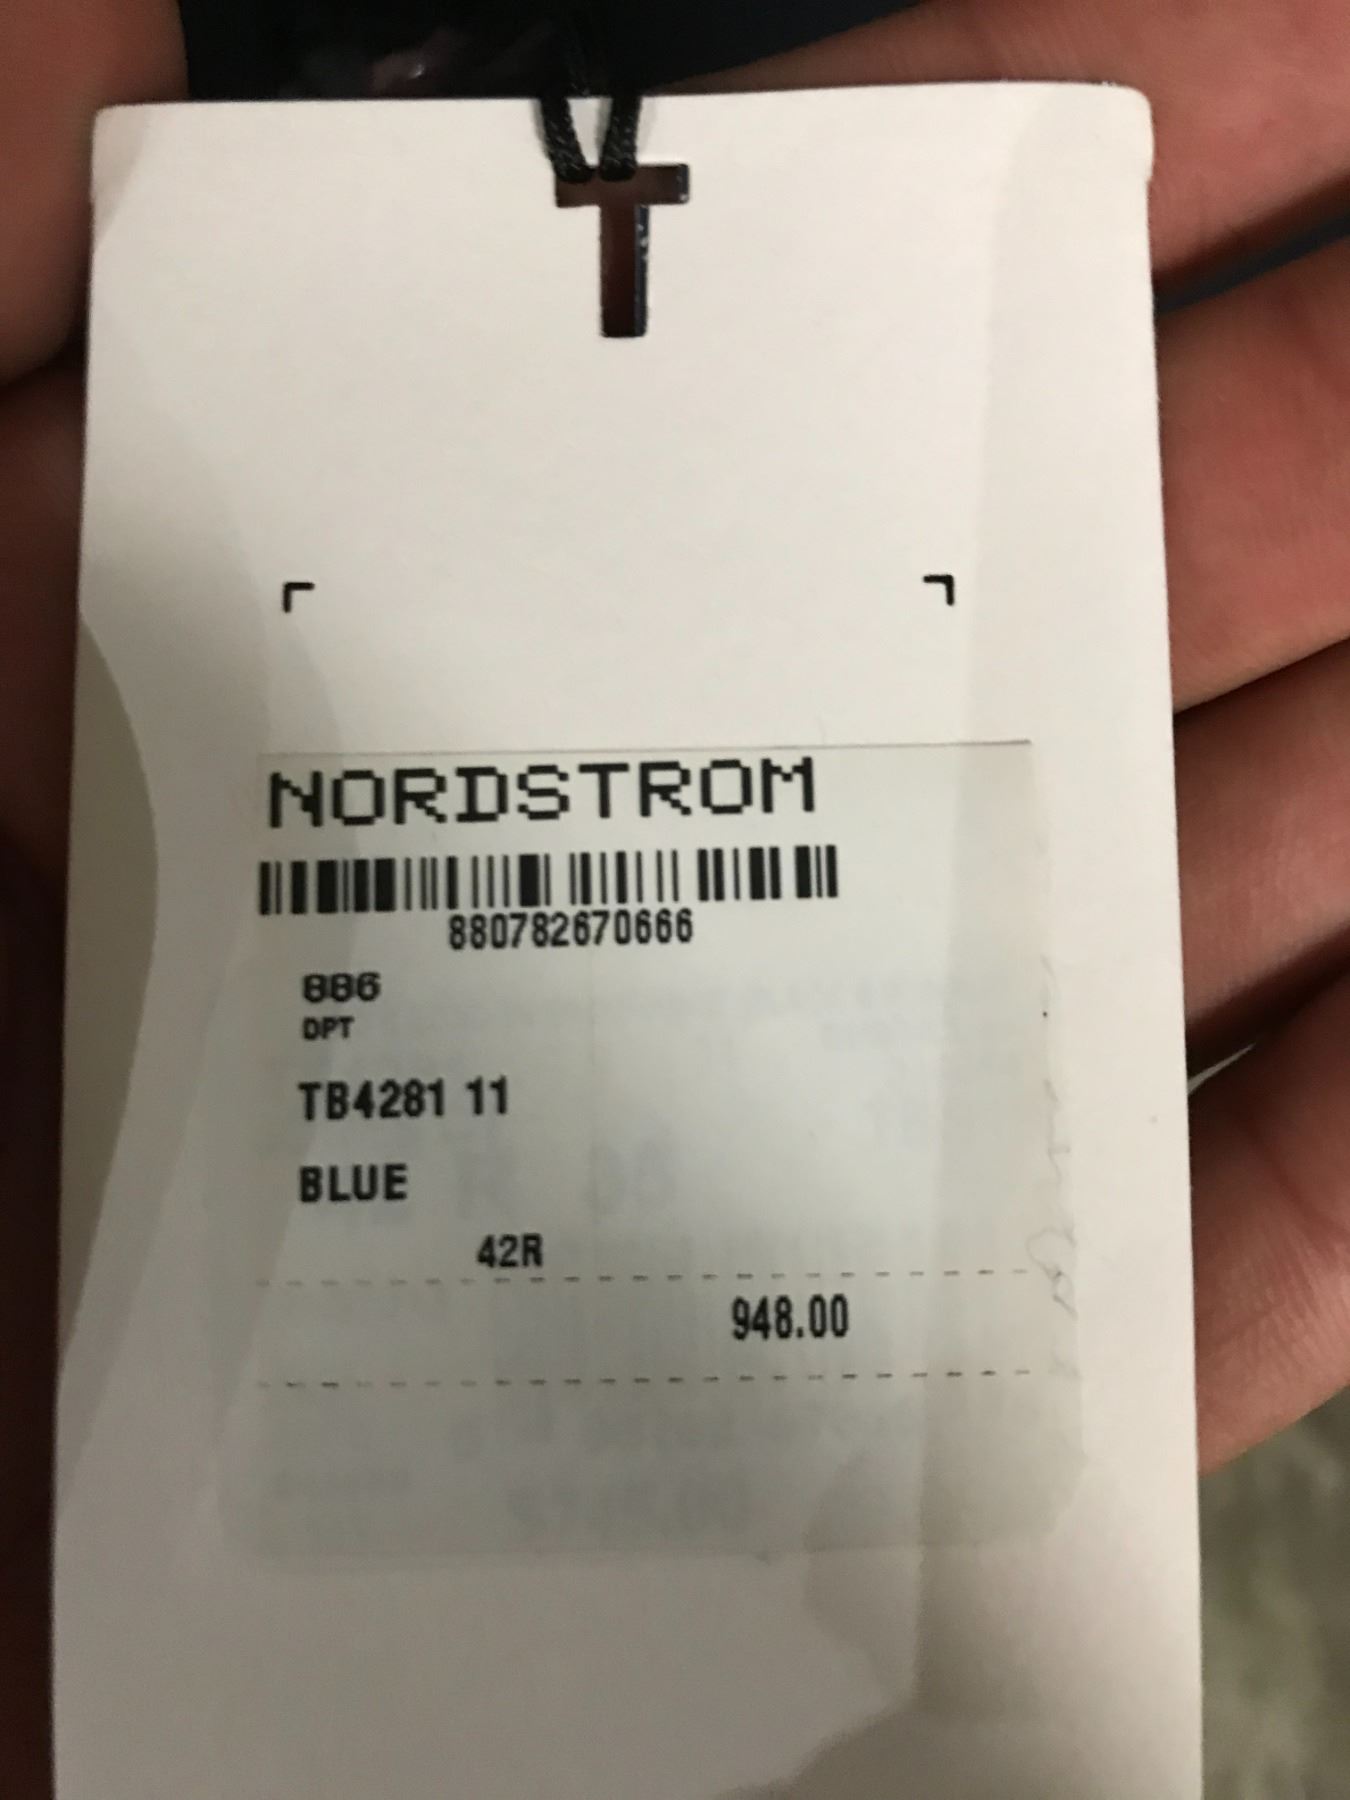 T
NORDSTROM
880782670666
886
DPT
TB4281 11
BLUE
42R
948.00